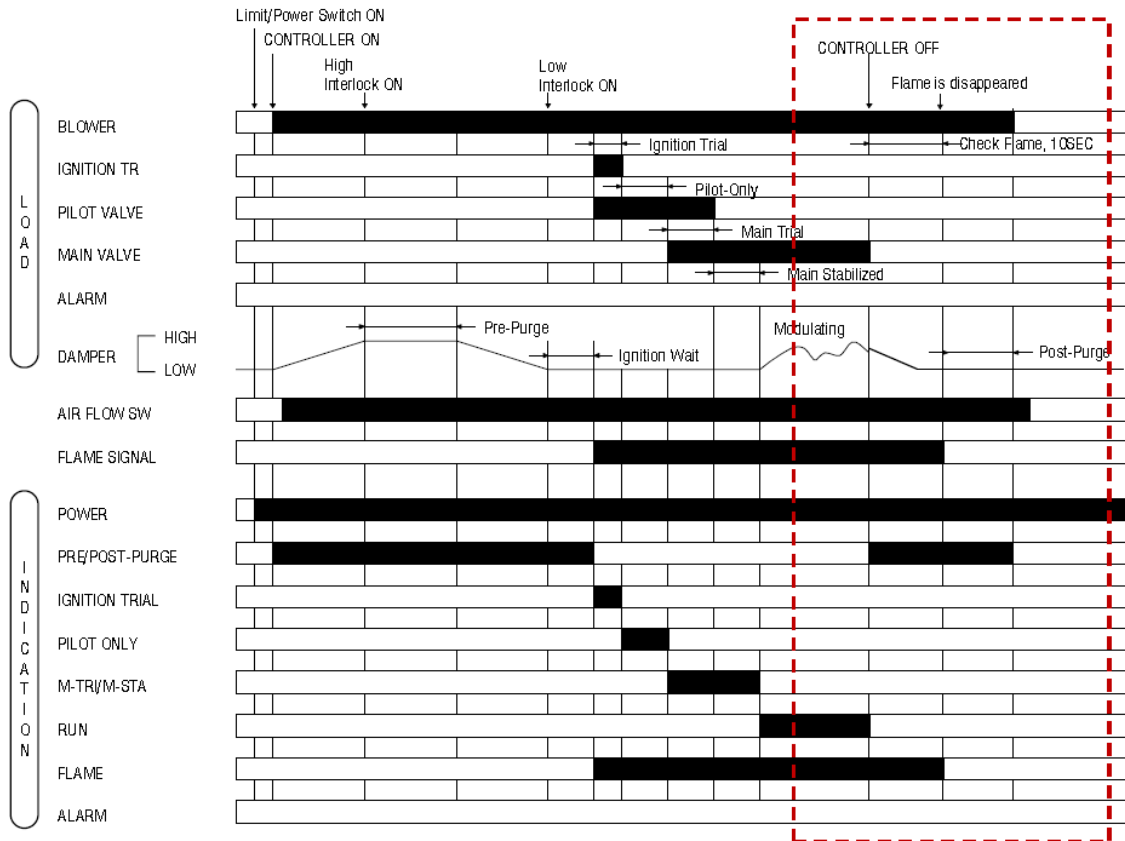 Limit/Power Switch ON
CONTROLLER ON
High
Interlock ON
Low
Interlock ON
CONTROLLER OFF
Flame is disappeared
LOAD
BLOWER
Check Flame, 10SEC
Ignition Trial
IGNITION TR
Pilot-Only
PILOT VALVE
Main Trial
MAIN VALVE
Main Stabilized
ALARM
DAMPER
HIGH
LOW
Pre-Purge
Ignition Wait
Modulating
Post-Purge
AIR FLOW SW
FLAME SIGNAL
INDICATION
POWER
PRE/POST-PURGE
IGNITION TRIAL
PILOT ONLY
M-TRI/M-STA
RUN
FLAME
ALARM